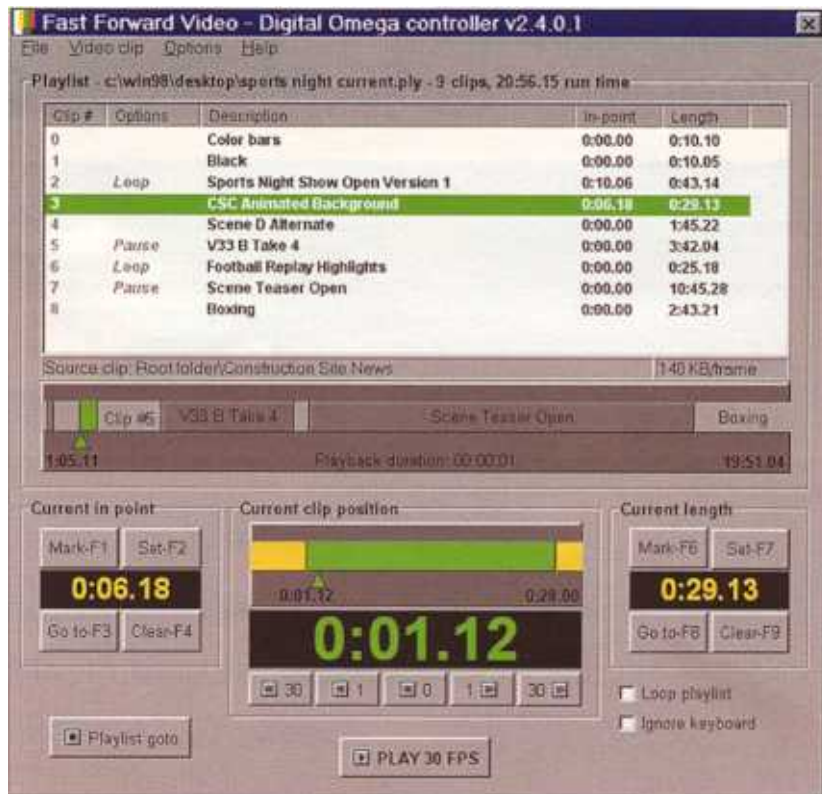 Fast Forward Video - Digital Omega controller v2.4.0.1
File Video clip Options Help
Playlist - c:\win98\desktop\sports night current.ply - 9 clips, 20:56.15 run time
Clip # Options Description In-point Length
0 Color bars 0:00.00 0:10.10
1 Black 0:00.00 0:10.05
2 Loop Sports Night Show Open Version 1 0:10.06 0:43.14
3 CSC Animated Background 0:06.18 0:29.13
4 Scene D Alternate 0:00.00 1:45.22
5 Pause V33 B Take 4 0:00.00 3:42.04
6 Loop Football Replay Highlights 0:00.00 0:25.18
7 Pause Scene Teaser Open 0:00.00 10:45.28
8 Boxing 0:00.00 2:43.21
Source clip: Root folder\Construction Site News 140 KB/frame
Clip #5 V33 B Take 4 Scene Teaser Open Boxing
1:05.11 Playback duration: 00:00:01 19:51.04
Current in point Current clip position Current length
Mark-F1 Set-F2 Mark-F6 Set-F7
0:06.18 0:01.12 0:28.00 0:29.13
Go to-F3 Clear-F4 0:01.12 Go to-F8 Clear-F9
30 1 0 1 30
Loop playlist
Ignore keyboard
Playlist goto
PLAY 30 FPS